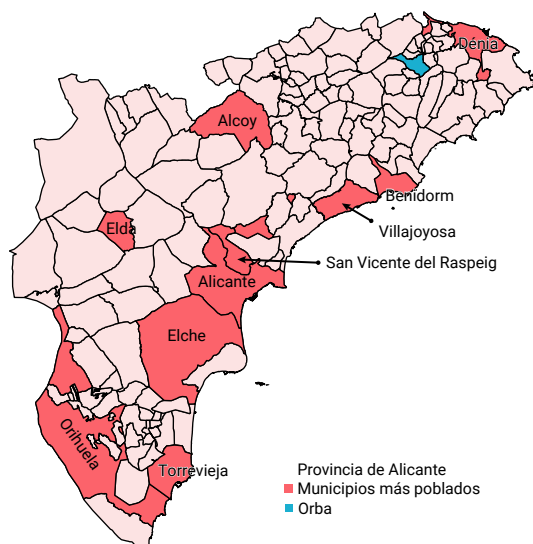 Dénia
Alcoy
Benidorm
Elda
Villajoyosa
San Vicente del Raspeig
Alicante
Elche
Orihuela
Torrevieja
Provincia de Alicante
Municipios más poblados
Orba